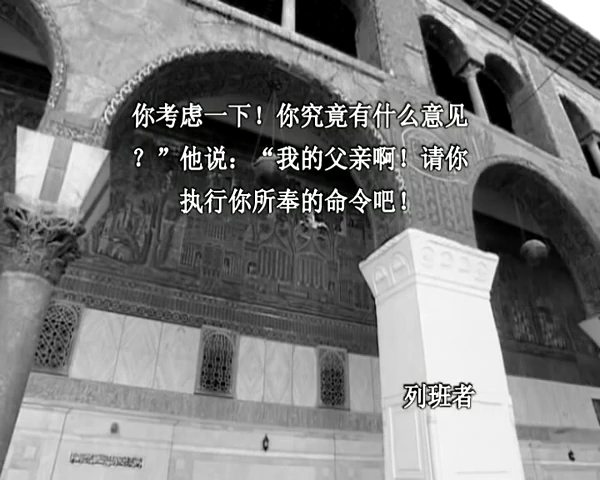 你考虑一下！你究竟有什么意见
？”他说：“我的父亲啊！请你
执行你所奉的命令吧！
列班者